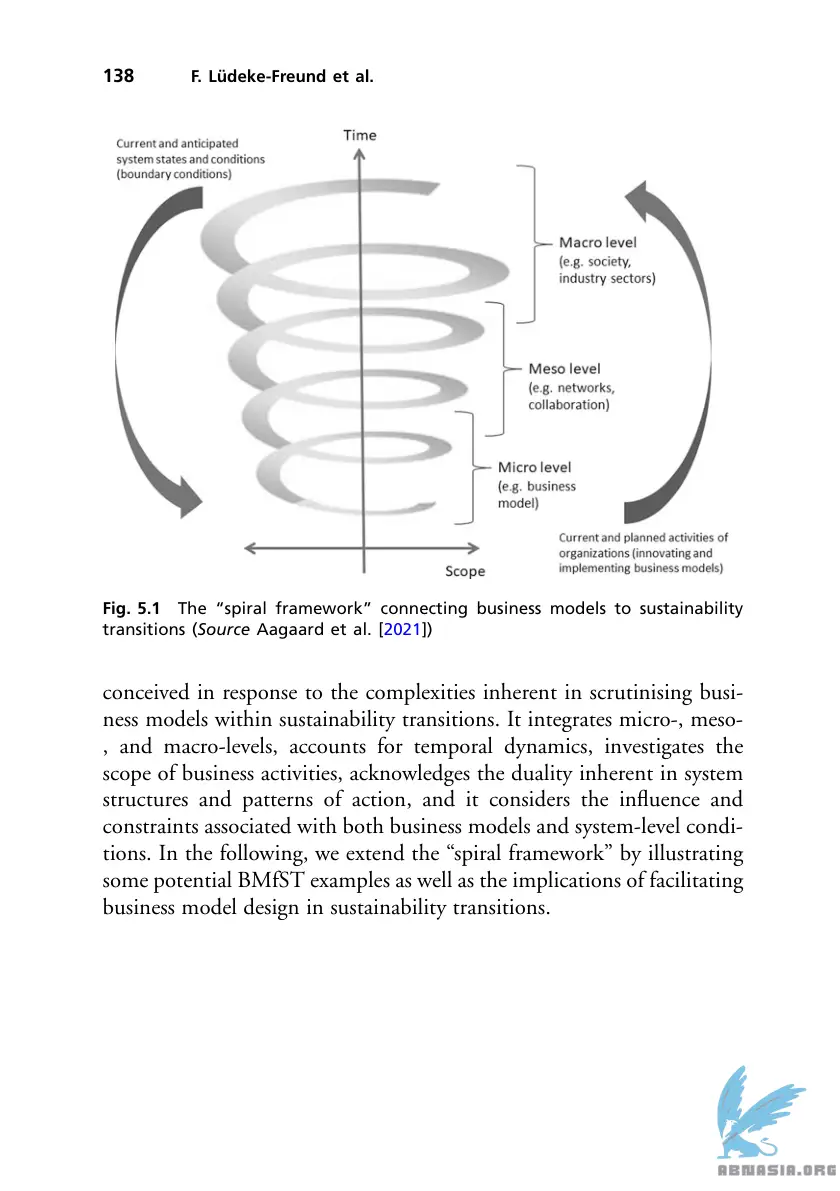 138 F. Lüdeke-Freund et al.
Time
Current and anticipated
system states and conditions
(boundary conditions)
Macro level
(e.g. society,
industry sectors)
Meso level
(e.g. networks,
collaboration)
Micro level
(e.g. business
model)
Current and planned activities of
organizations (innovating and
implementing business models)
Scope
Fig. 5.1 The “spiral framework” connecting business models to sustainability
transitions (Source Aagaard et al. [2021])
conceived in response to the complexities inherent in scrutinising busi-
ness models within sustainability transitions. It integrates micro-, meso-
, and macro-levels, accounts for temporal dynamics, investigates the
scope of business activities, acknowledges the duality inherent in system
structures and patterns of action, and it considers the influence and
constraints associated with both business models and system-level condi-
tions. In the following, we extend the “spiral framework” by illustrating
some potential BMfST examples as well as the implications of facilitating
business model design in sustainability transitions.
ABNASIA.ORG